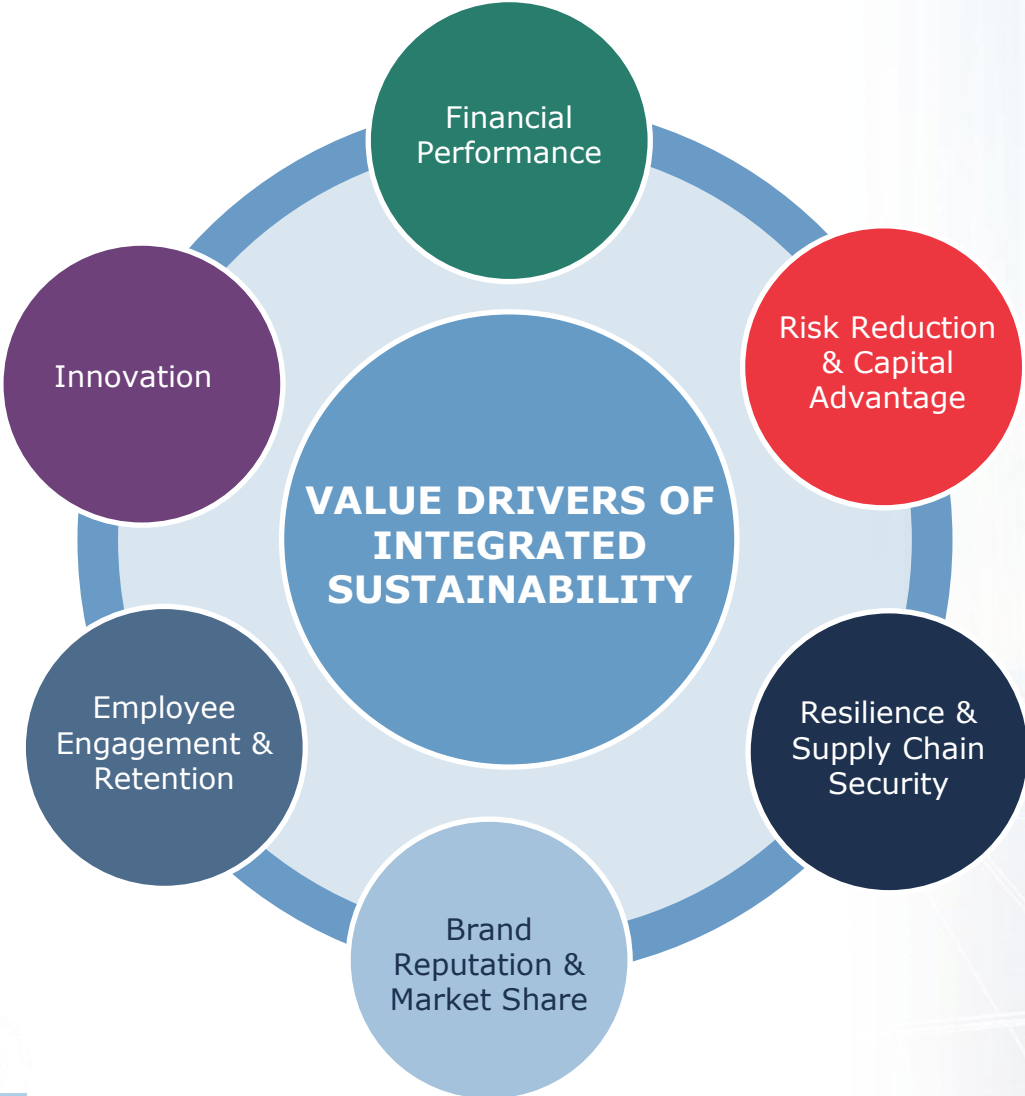 Financial
Performance
Risk Reduction
& Capital
Advantage
Innovation
VALUE DRIVERS OF
INTEGRATED
SUSTAINABILITY
Employee
Engagement &
Retention
Resilience &
Supply Chain
Security
Brand
Reputation &
Market Share